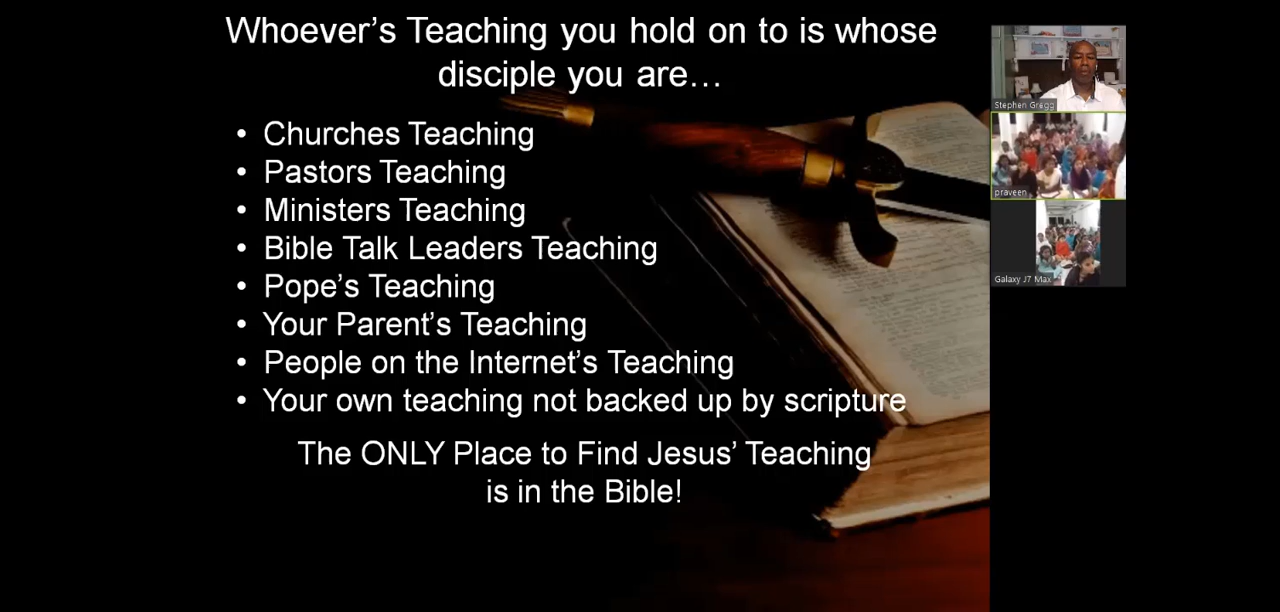 Whoever's Teaching you hold on to is whose
disciple you are…
• Churches Teaching
• Pastors Teaching
• Ministers Teaching
• Bible Talk Leaders Teaching
• Pope's Teaching
• Your Parent's Teaching
• People on the Internet's Teaching
• Your own teaching not backed up by scripture
The ONLY Place to Find Jesus' Teaching
is in the Bible!
Stephen Gregg
praveen
Galaxy J7 Max